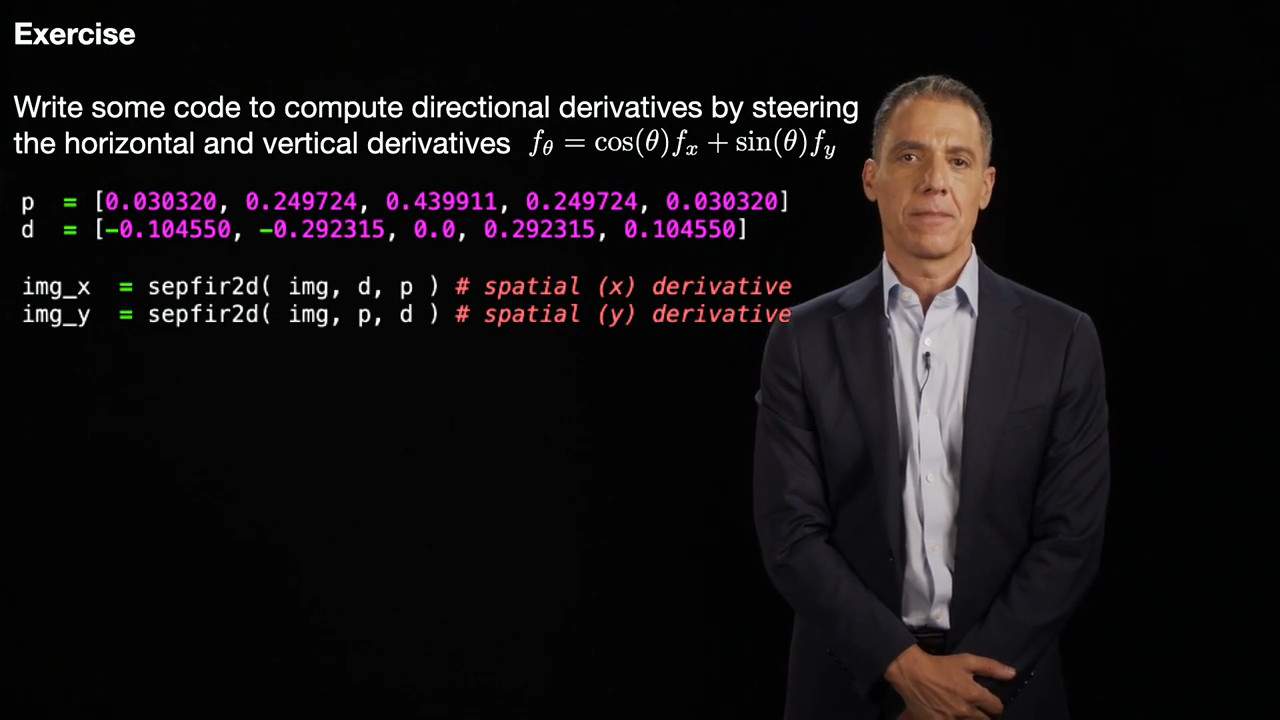 Exercise
Write some code to compute directional derivatives by steering
the horizontal and vertical derivatives f_θ = cos(θ)f_x + sin(θ)f_y
p = [0.030320, 0.249724, 0.439911, 0.249724, 0.030320]
d = [-0.104550, -0.292315, 0.0, 0.292315, 0.104550]
img_x = sepfir2d( img, d, p ) # spatial (x) derivative
img_y = sepfir2d( img, p, d ) # spatial (y) derivative